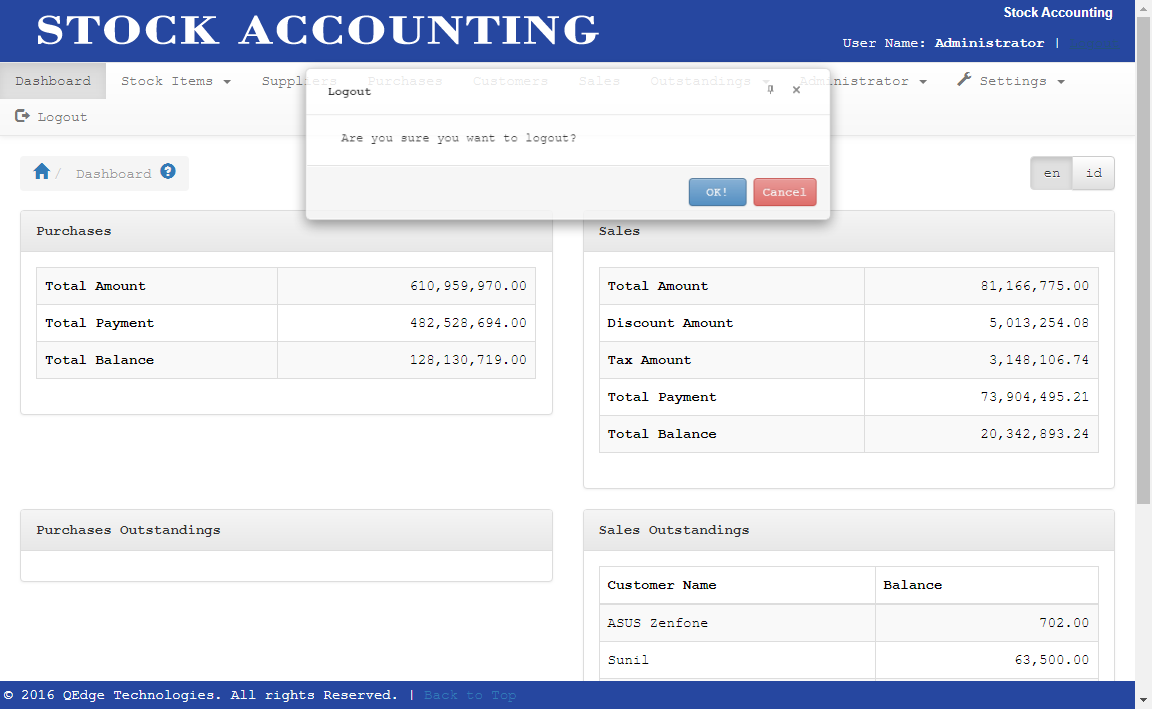 STOCK ACCOUNTING
Stock Accounting
User Name: Administrator |
Dashboard Stock Items Suppliers Purchases Customers Sales Outstandings Administrator Settings
Logout
Logout
Are you sure you want to logout?
OK! Cancel
/ Dashboard ?
en id
Purchases
Total Amount 610,959,970.00
Total Payment 482,528,694.00
Total Balance 128,130,719.00
Sales
Total Amount 81,166,775.00
Discount Amount 5,013,254.08
Tax Amount 3,148,106.74
Total Payment 73,904,495.21
Total Balance 20,342,893.24
Purchases Outstandings
Sales Outstandings
Customer Name Balance
ASUS Zenfone 702.00
Sunil 63,500.00
© 2016 QEdge Technologies. All rights Reserved. | Back to Top